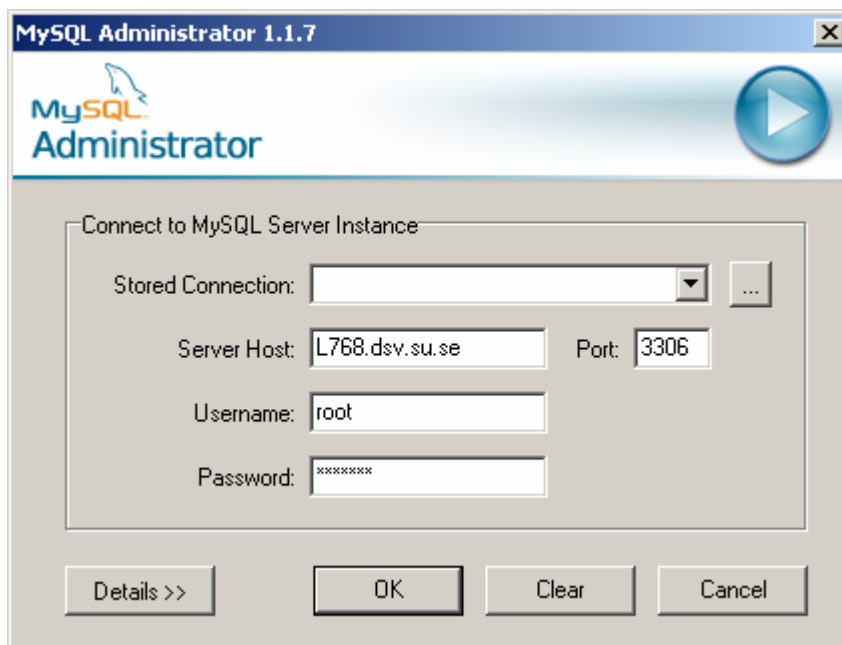 MySQL Administrator 1.1.7
MySQL
Administrator
Connect to MySQL Server Instance
Stored Connection: ...
Server Host: L768.dsv.su.se Port: 3306
Username: root
Password: *******
Details >> OK Clear Cancel